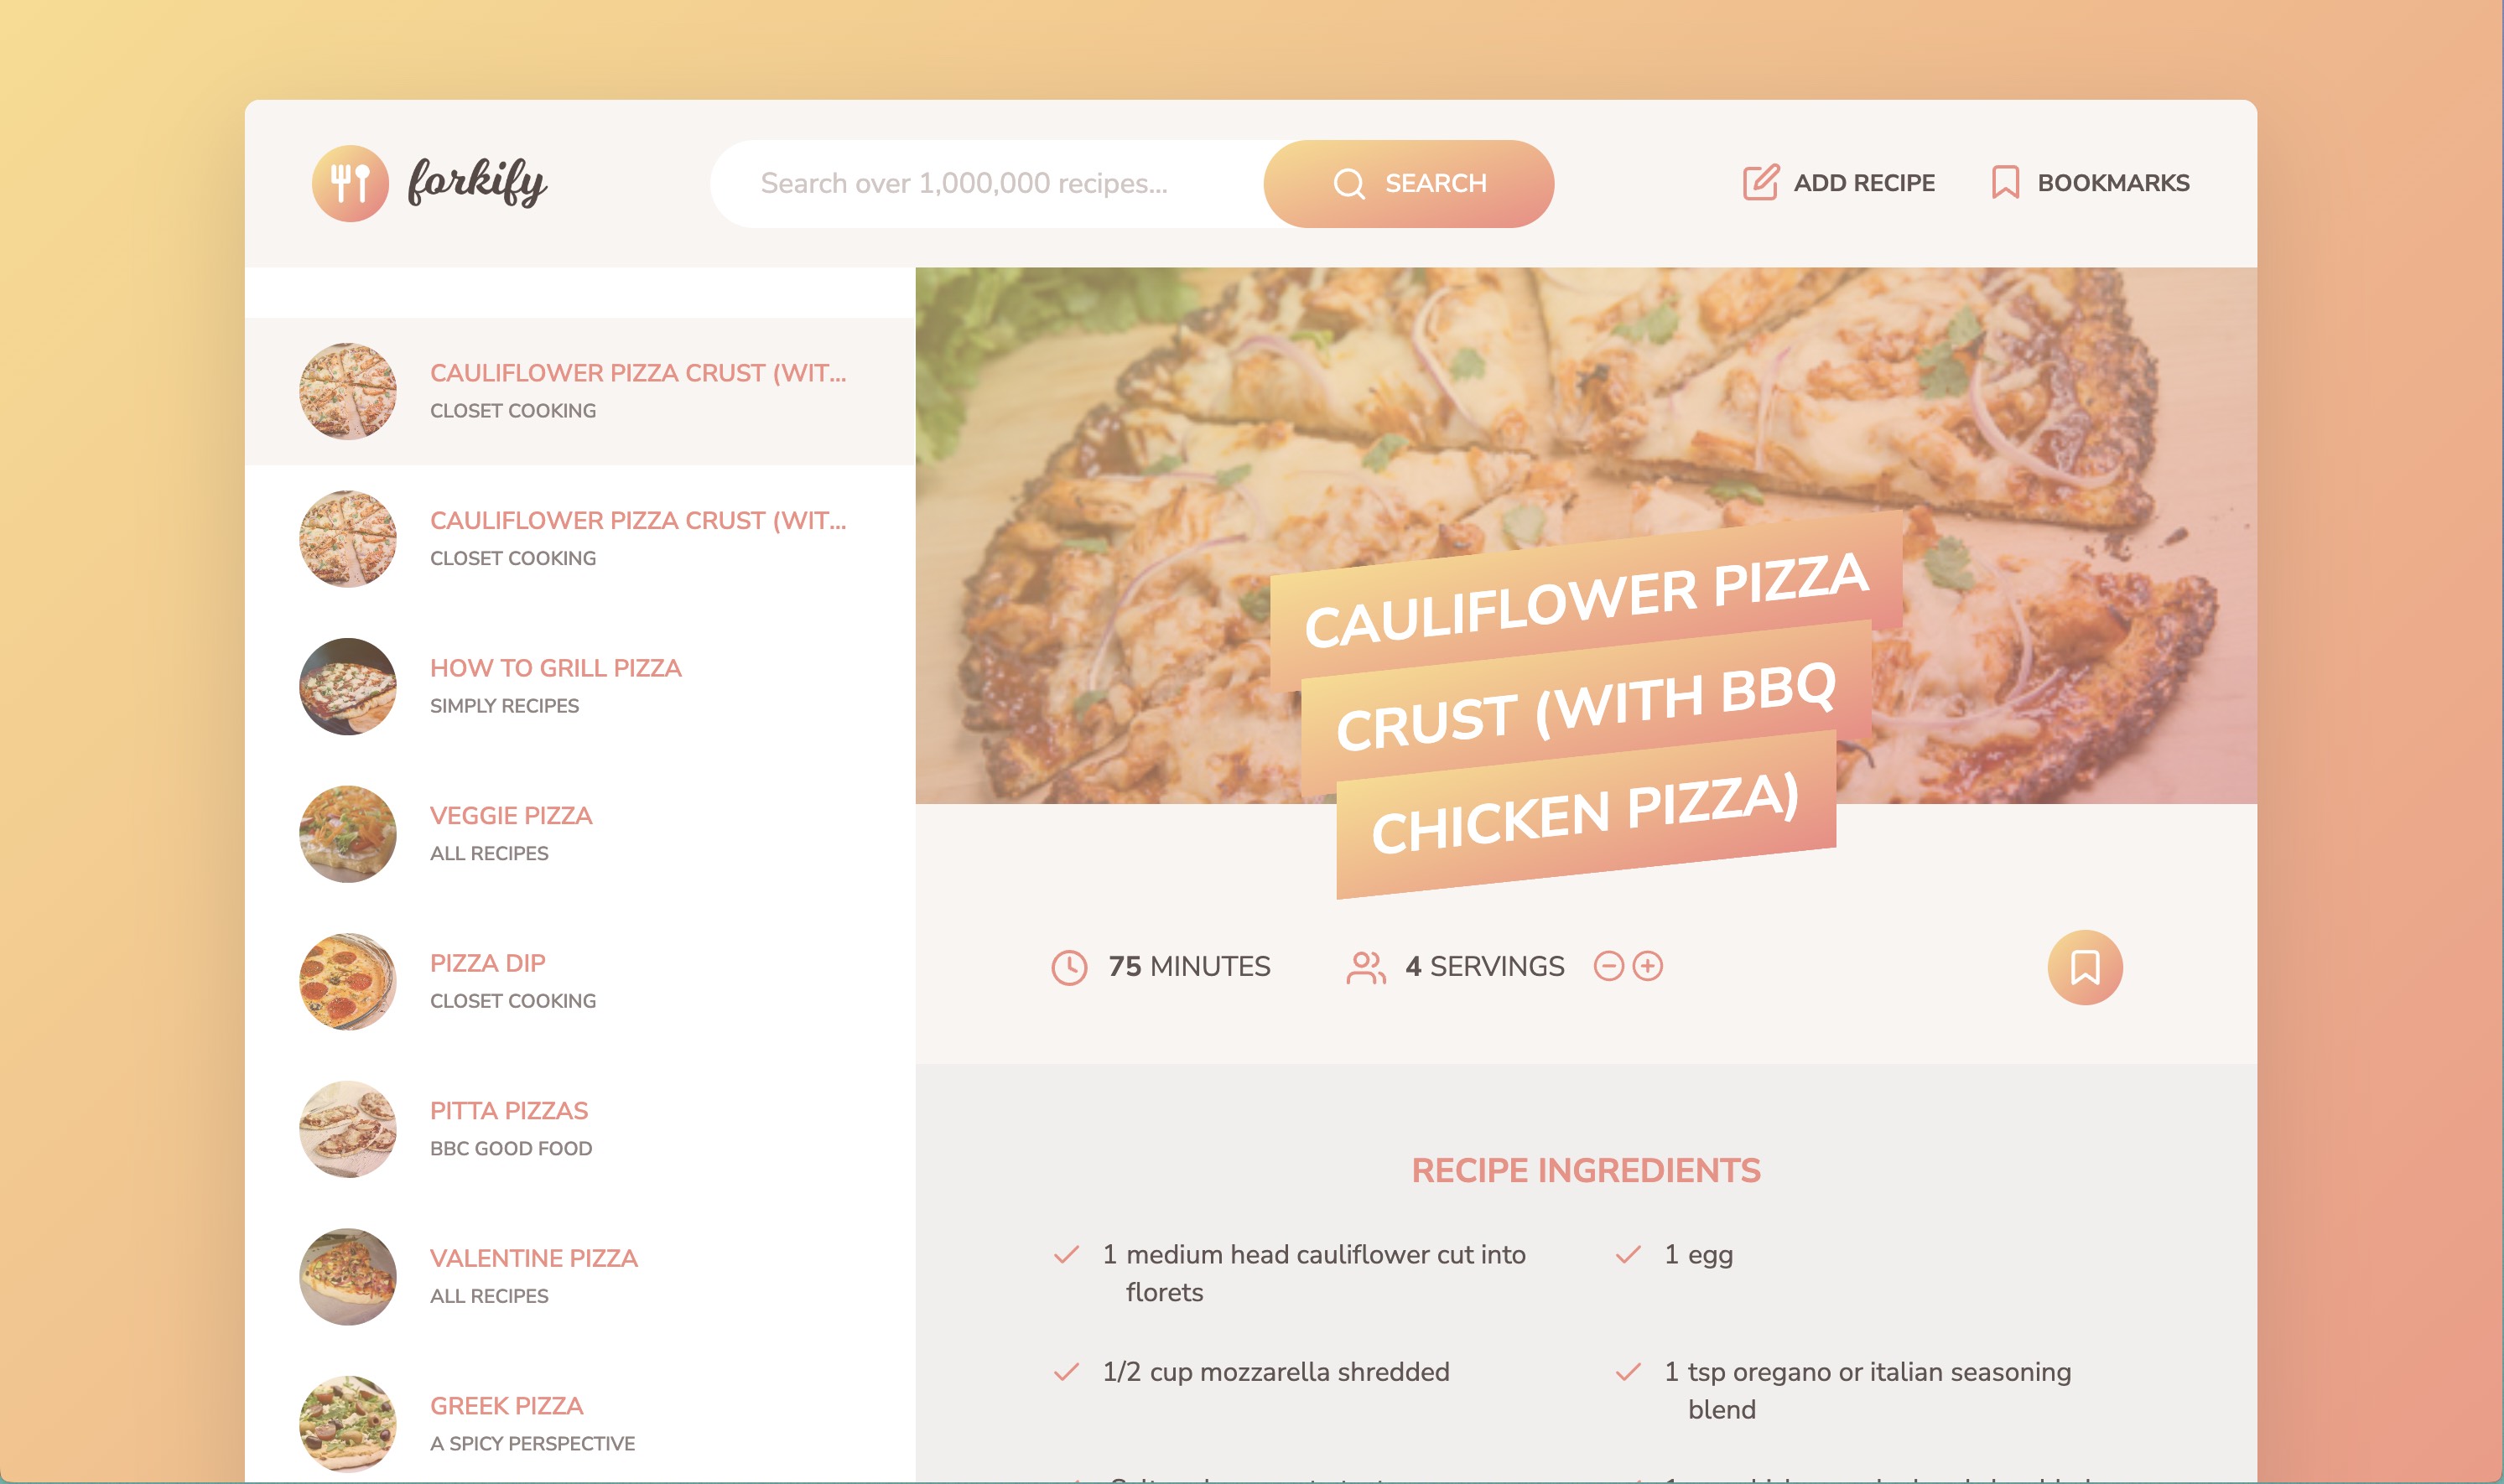 forkify
Search over 1,000,000 recipes...
SEARCH
ADD RECIPE
BOOKMARKS
CAULIFLOWER PIZZA CRUST (WIT...
CLOSET COOKING
CAULIFLOWER PIZZA CRUST (WIT...
CLOSET COOKING
HOW TO GRILL PIZZA
SIMPLY RECIPES
VEGGIE PIZZA
ALL RECIPES
PIZZA DIP
CLOSET COOKING
PITTA PIZZAS
BBC GOOD FOOD
VALENTINE PIZZA
ALL RECIPES
GREEK PIZZA
A SPICY PERSPECTIVE
CAULIFLOWER PIZZA
CRUST (WITH BBQ
CHICKEN PIZZA)
75 MINUTES
4 SERVINGS
RECIPE INGREDIENTS
1 medium head cauliflower cut into
florets
1 egg
1/2 cup mozzarella shredded
1 tsp oregano or italian seasoning
blend